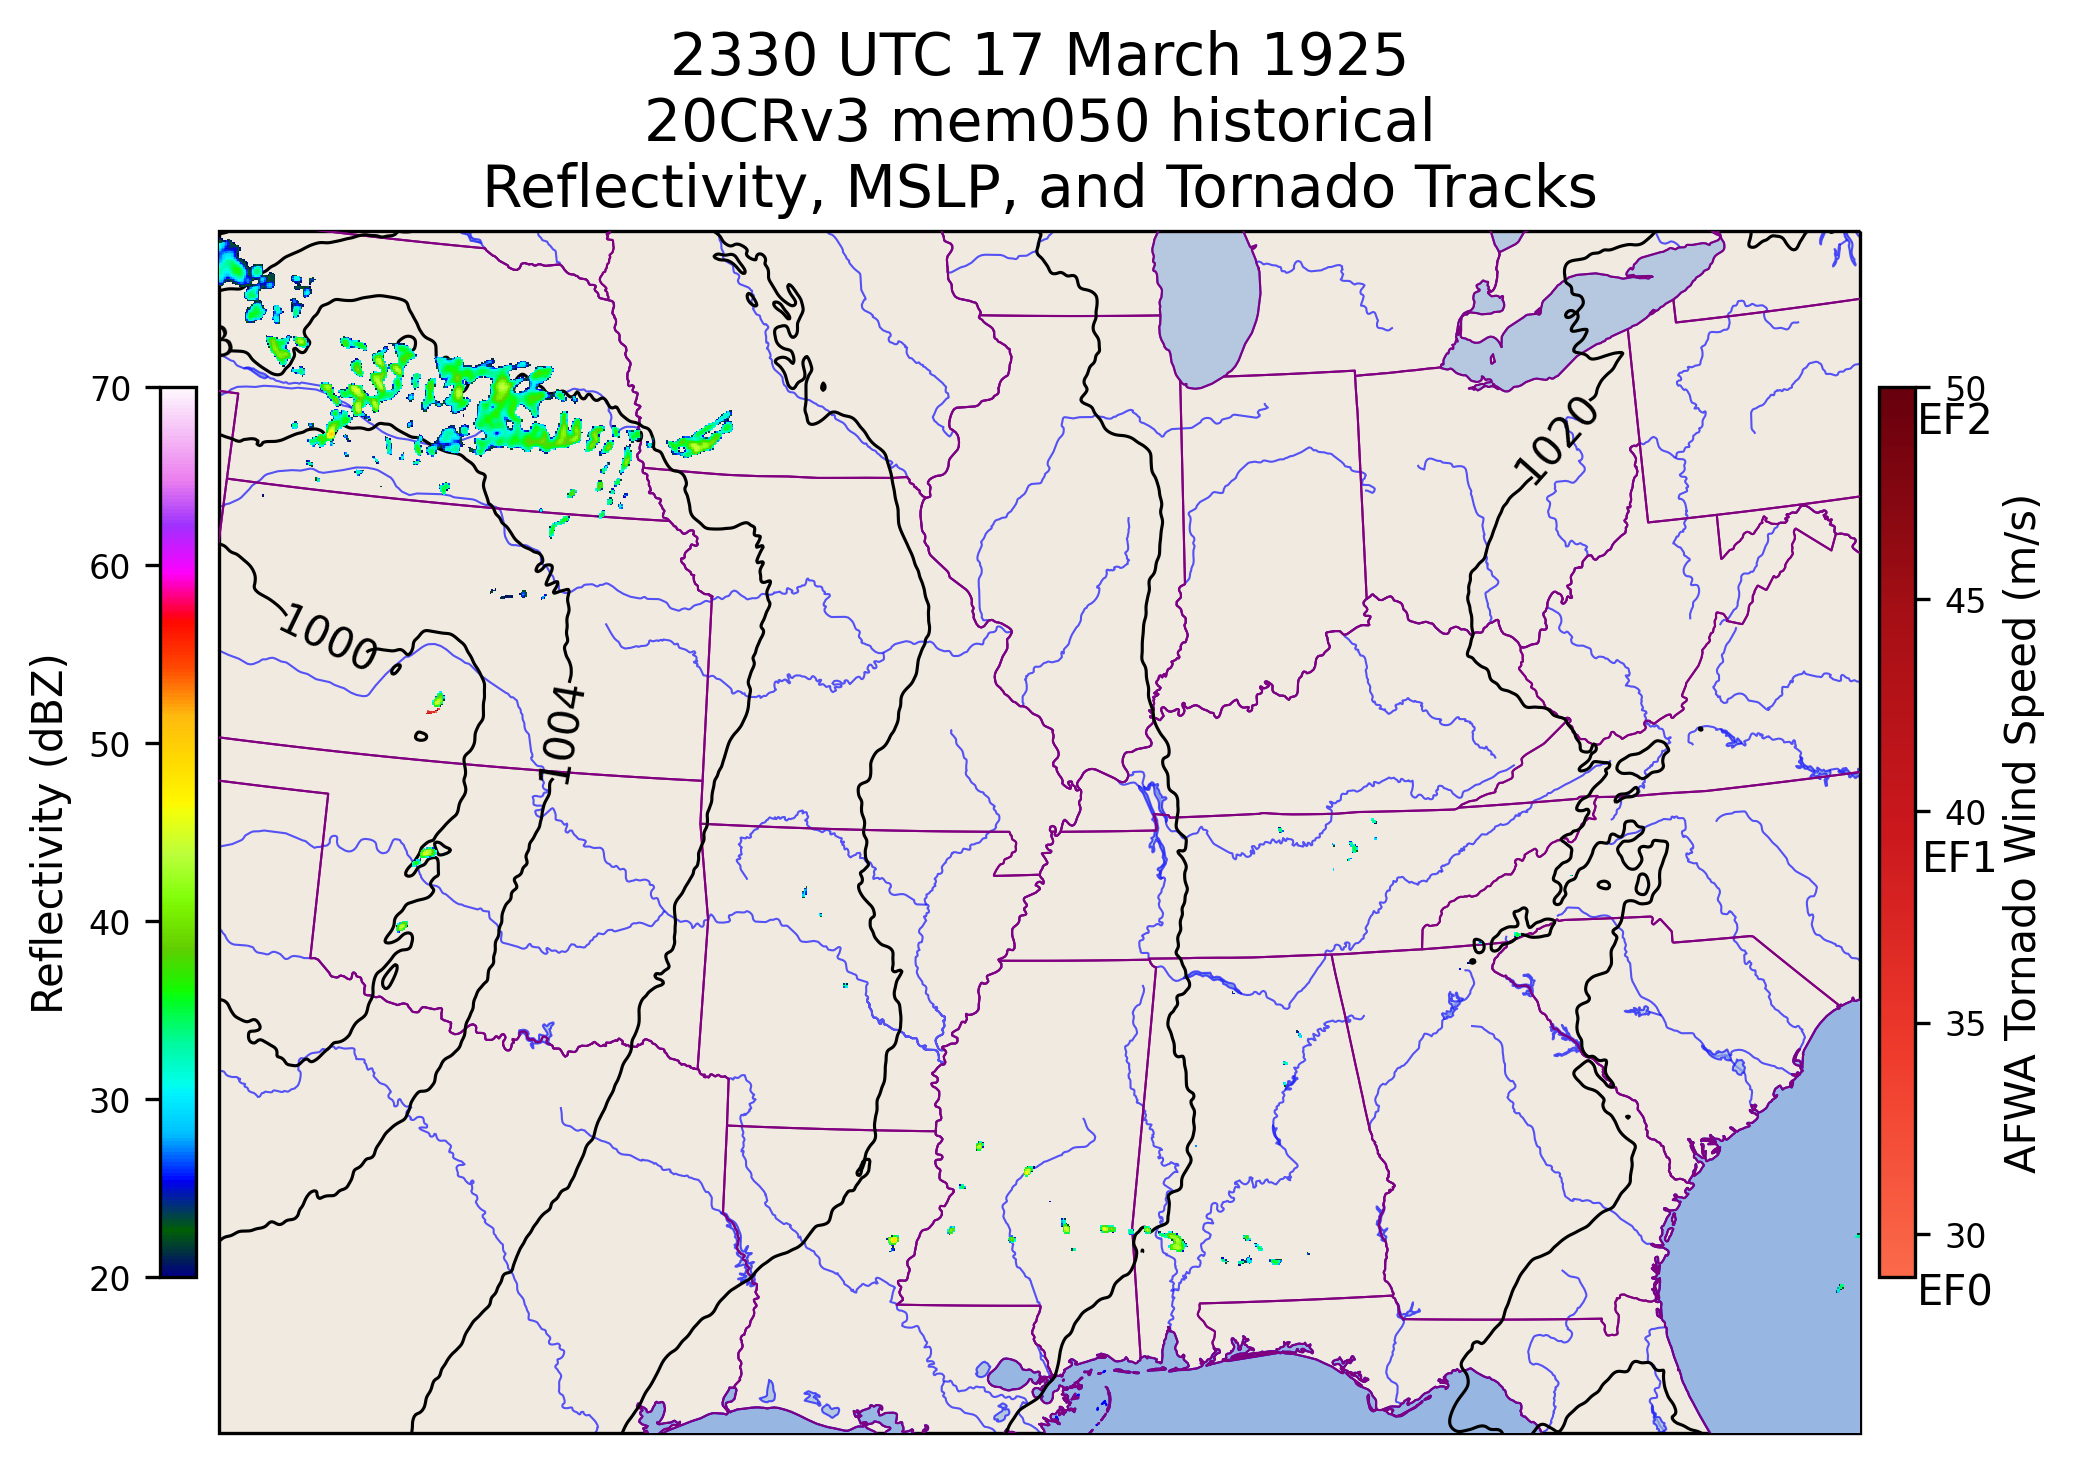 2330 UTC 17 March 1925
20CRv3 mem050 historical
Reflectivity, MSLP, and Tornado Tracks
Reflectivity (dBZ)
70
60
50
40
30
20
1000
1004
1020
50
EF2
45
40
EF1
35
30
EF0
AFWA Tornado Wind Speed (m/s)